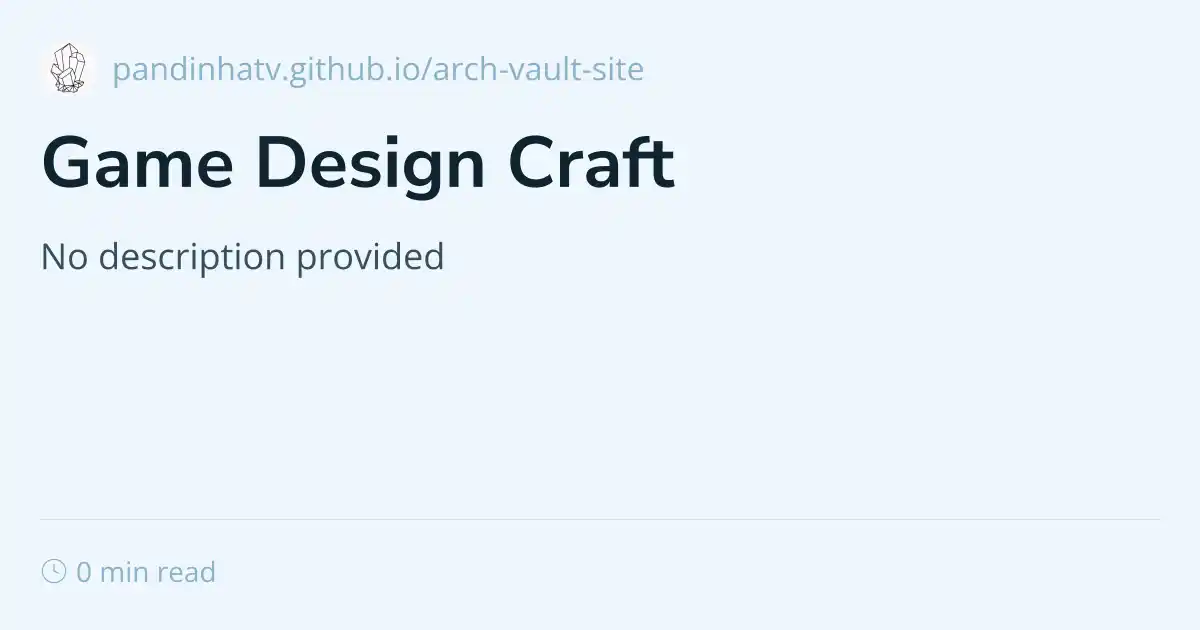 pandinhatv.github.io/arch-vault-site
Game Design Craft
No description provided
0 min read